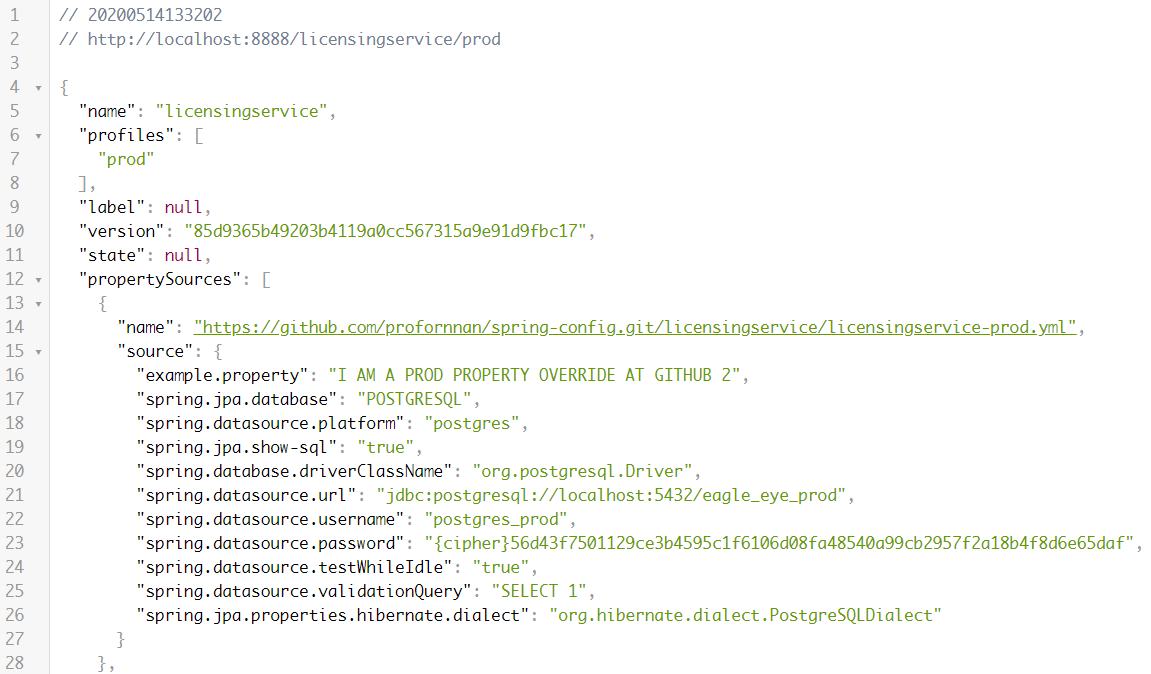 1 // 20200514133202
2 // http://localhost:8888/licensingservice/prod
3
4 {
5 "name": "licensingservice",
6 "profiles": [
7 "prod"
8 ],
9 "label": null,
10 "version": "85d9365b49203b4119a0cc567315a9e91d9fbc17",
11 "state": null,
12 "propertySources": [
13 {
14 "name": "https://github.com/profornnan/spring-config.git/licensingservice/licensingservice-prod.yml",
15 "source": {
16 "example.property": "I AM A PROD PROPERTY OVERRIDE AT GITHUB 2",
17 "spring.jpa.database": "POSTGRESQL",
18 "spring.datasource.platform": "postgres",
19 "spring.jpa.show-sql": "true",
20 "spring.database.driverClassName": "org.postgresql.Driver",
21 "spring.datasource.url": "jdbc:postgresql://localhost:5432/eagle_eye_prod",
22 "spring.datasource.username": "postgres_prod",
23 "spring.datasource.password": "{cipher}56d43f7501129ce3b4595c1f6106d08fa48540a99cb2957f2a18b4f8d6e65daf",
24 "spring.datasource.testWhileIdle": "true",
25 "spring.datasource.validationQuery": "SELECT 1",
26 "spring.jpa.properties.hibernate.dialect": "org.hibernate.dialect.PostgreSQLDialect"
27 }
28 },